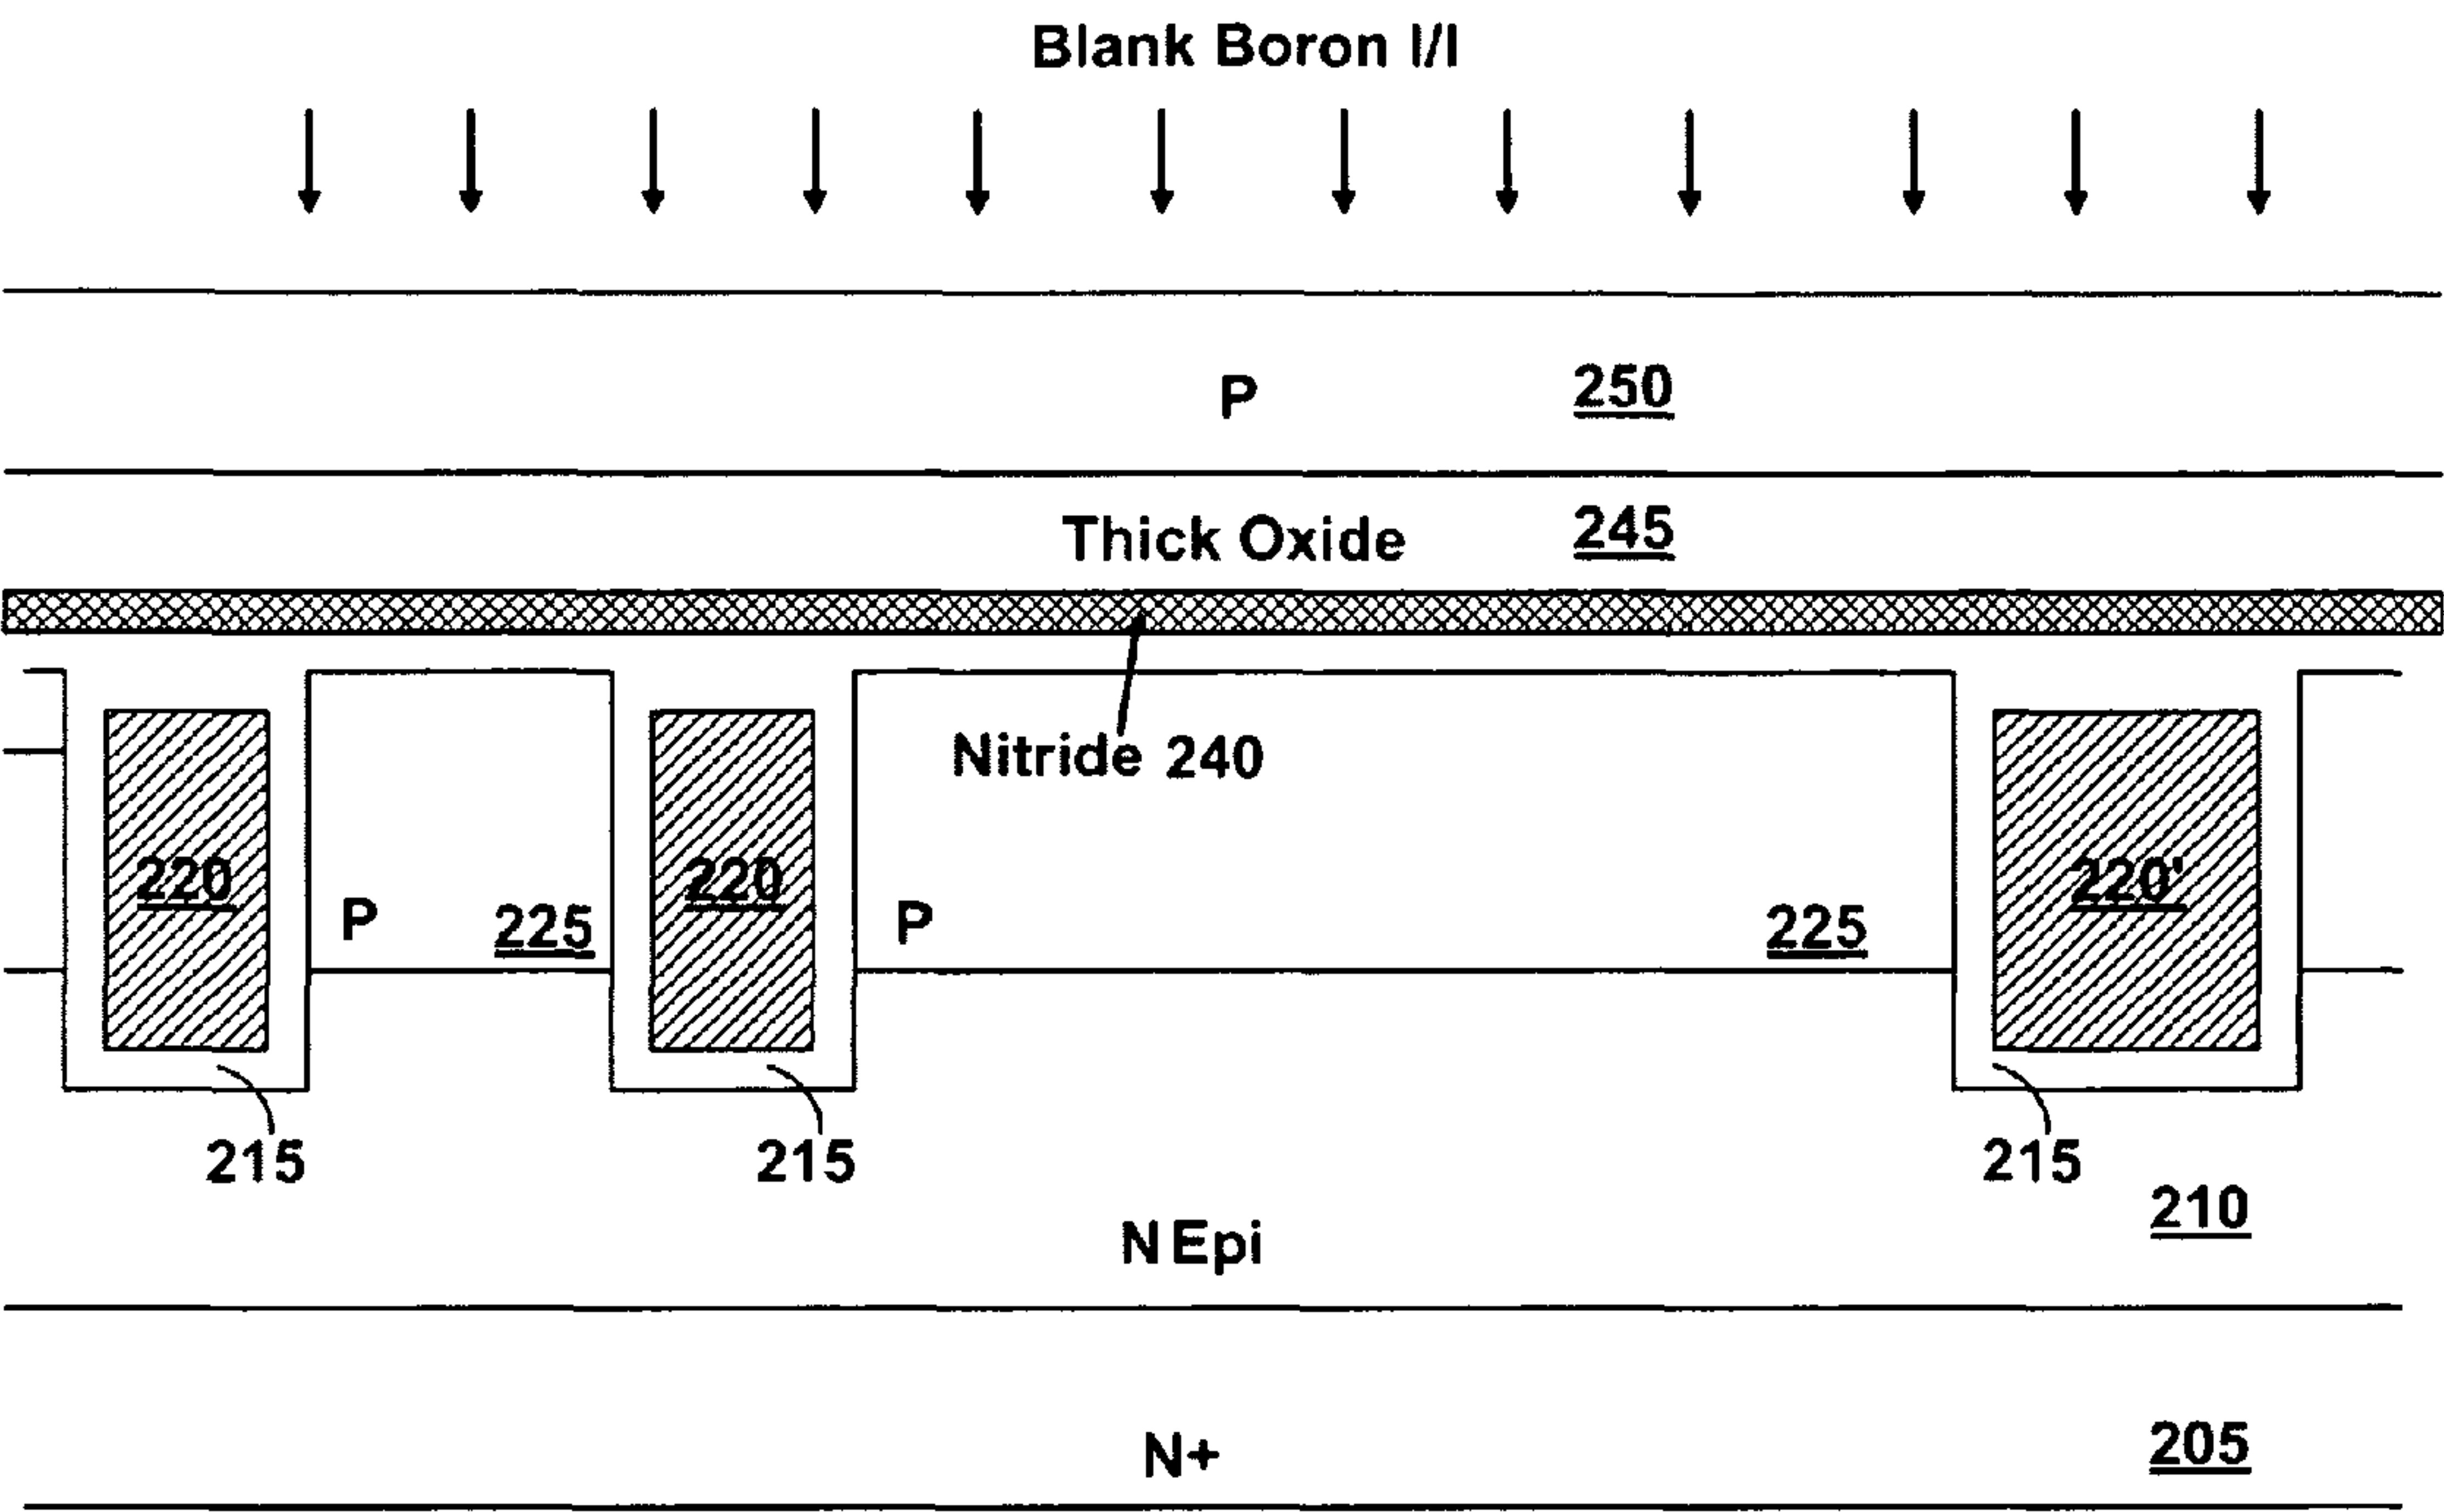 Blank Boron I/I
P 250
Thick Oxide 245
Nitride 240
220 220 220'
P 225 P 225
215 215 215
210
N Epi
N+ 205